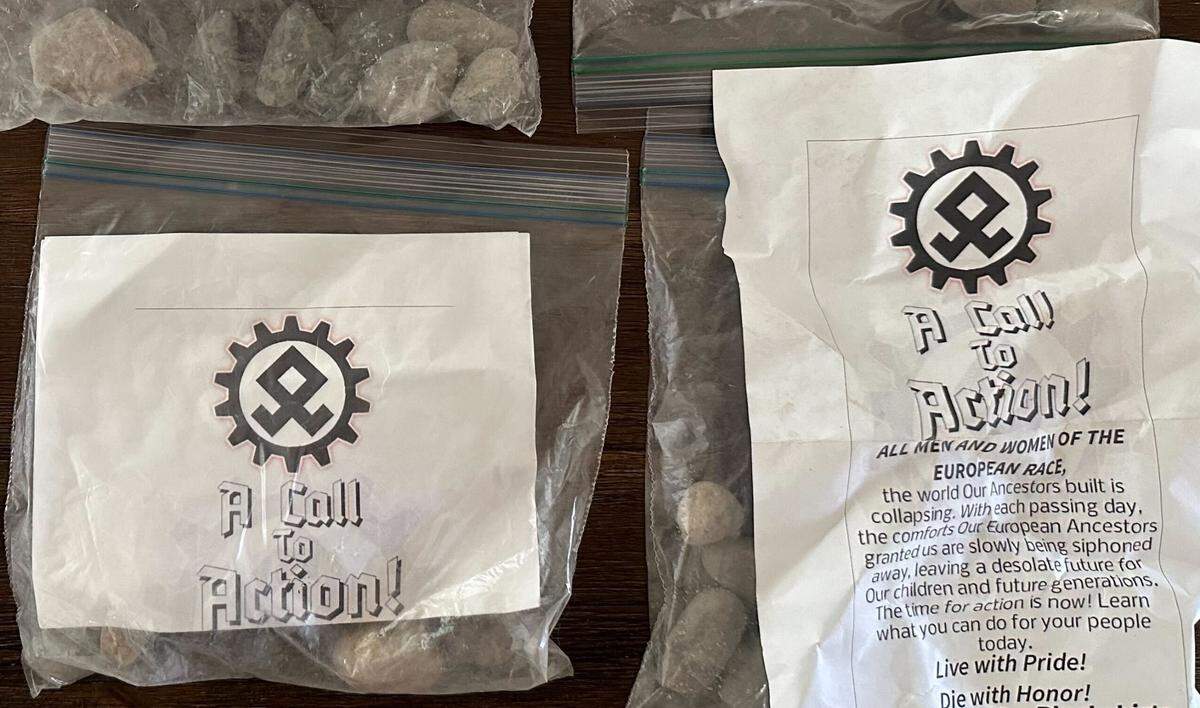 A Call
To
Action!
A Call
To
Action!
ALL MEN AND WOMEN OF THE
EUROPEAN RACE,
the world Our Ancestors built is
collapsing. With each passing day,
the comforts Our European Ancestors
granted us are slowly being siphoned
away, leaving a desolate future for
Our children and future generations.
The time for action is now! Learn
what you can do for your people
today.
Live with Pride!
Die with Honor!